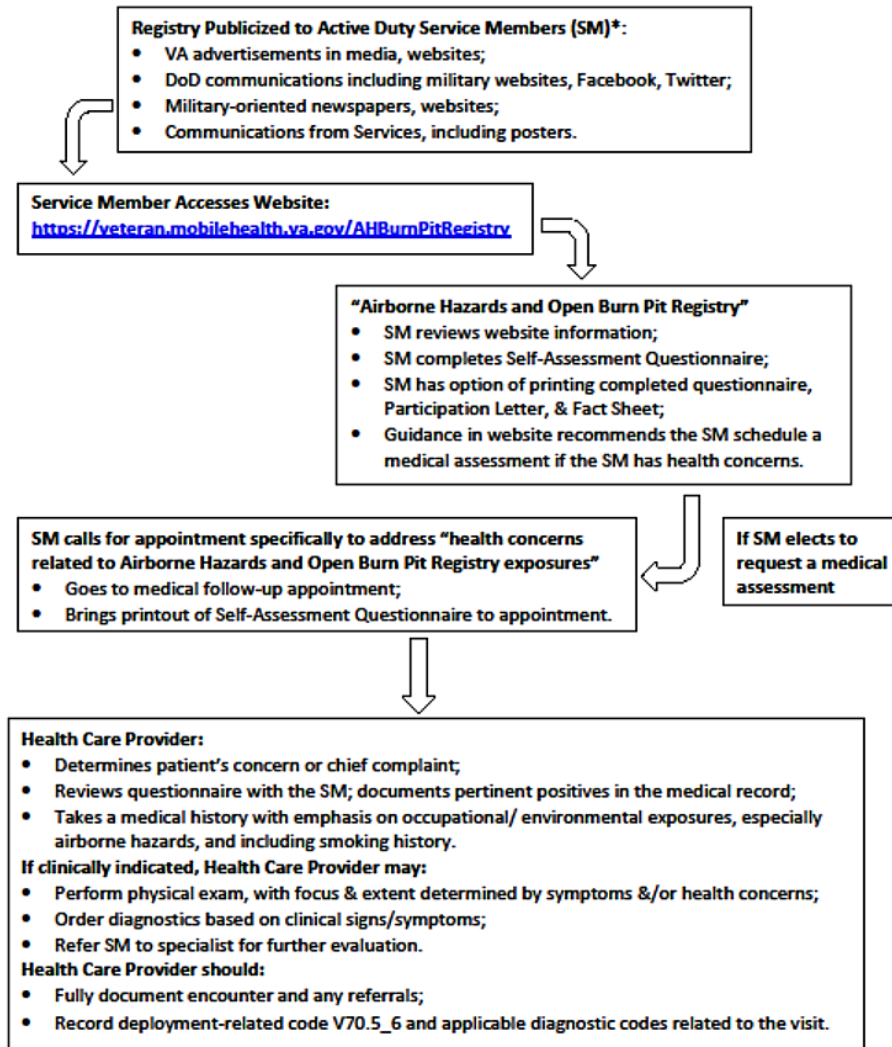 Registry Publicized to Active Duty Service Members (SM)*:
• VA advertisements in media, websites;
• DoD communications including military websites, Facebook, Twitter;
• Military-oriented newspapers, websites;
• Communications from Services, including posters.
Service Member Accesses Website:
https://veteran.mobilehealth.va.gov/AHBurnPitRegistry
“Airborne Hazards and Open Burn Pit Registry”
• SM reviews website information;
• SM completes Self-Assessment Questionnaire;
• SM has option of printing completed questionnaire,
Participation Letter, & Fact Sheet;
• Guidance in website recommends the SM schedule a
medical assessment if the SM has health concerns.
If SM elects to
request a medical
assessment
SM calls for appointment specifically to address “health concerns
related to Airborne Hazards and Open Burn Pit Registry exposures”
• Goes to medical follow-up appointment;
• Brings printout of Self-Assessment Questionnaire to appointment.
Health Care Provider:
• Determines patient’s concern or chief complaint;
• Reviews questionnaire with the SM; documents pertinent positives in the medical record;
• Takes a medical history with emphasis on occupational/ environmental exposures, especially
airborne hazards, and including smoking history.
If clinically indicated, Health Care Provider may:
• Perform physical exam, with focus & extent determined by symptoms &/or health concerns;
• Order diagnostics based on clinical signs/symptoms;
• Refer SM to specialist for further evaluation.
Health Care Provider should:
• Fully document encounter and any referrals;
• Record deployment-related code V70.5_6 and applicable diagnostic codes related to the visit.